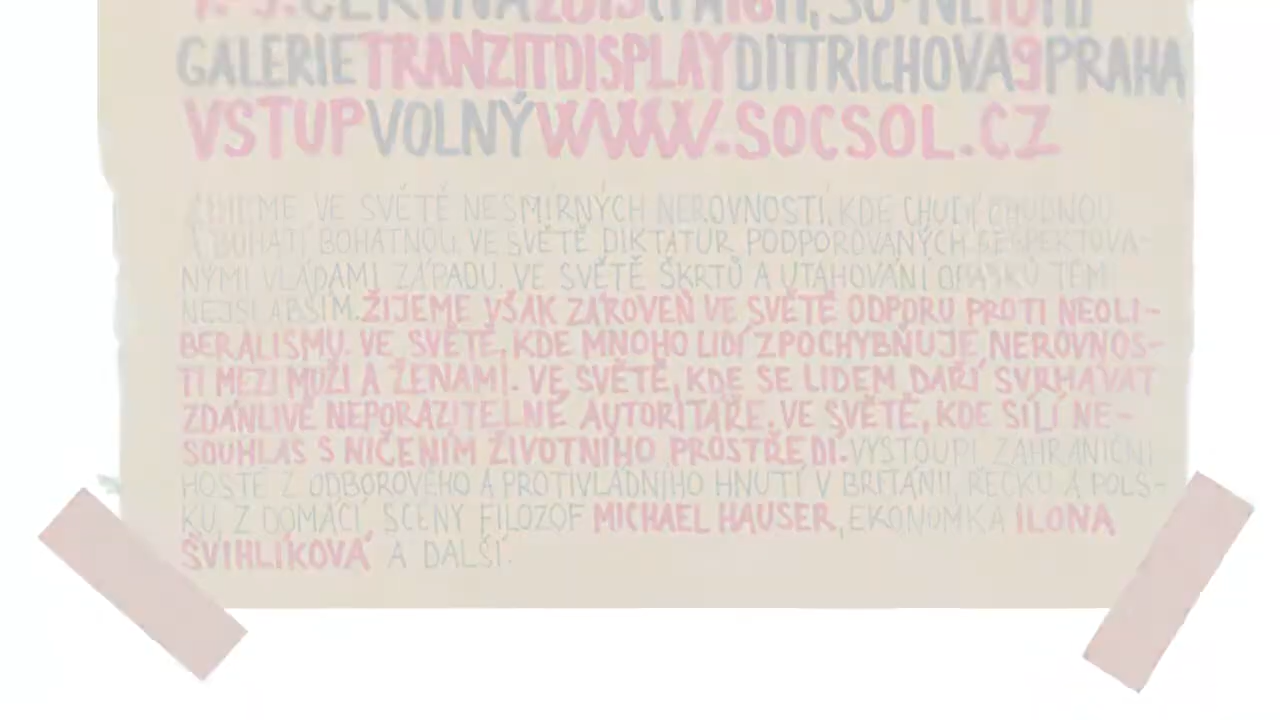 ČERVNA 2013
GALERIE TRANZITDISPLAY DITTRICHOVA 9 PRAHA
VSTUP VOLNÝ WWW.SOCSOL.CZ
ŽIJEME VE SVĚTĚ NESMÍRNÝCH NEROVNOSTÍ, KDE CHUDÍ CHUDNOU
A BOHATÍ BOHATNOU. VE SVĚTĚ DIKTATUR PODPOROVANÝCH RESPEKTOVA-
NÝMI VLÁDAMI ZÁPADU. VE SVĚTĚ ŠKRTŮ A UTAHOVÁNÍ OPASKŮ TĚM
NEJSLABŠÍM. ŽIJEME VŠAK ZÁROVEŇ VE SVĚTĚ ODPORU PROTI NEOLI-
BERALISMU. VE SVĚTĚ, KDE MNOHO LIDÍ ZPOCHYBŇUJE NEROVNOS-
TI MEZI MUŽI A ŽENAMI. VE SVĚTĚ, KDE SE LIDEM DAŘÍ SVRHÁVAT
ZDÁNLIVĚ NEPORAZITELNÉ AUTORITÁŘE. VE SVĚTĚ, KDE SÍLÍ NE-
SOUHLAS S NIČENÍM ŽIVOTNÍHO PROSTŘEDÍ. VYSTOUPÍ ZAHRANIČNÍ
HOSTÉ Z ODBOROVÉHO A PROTIVLÁDNÍHO HNUTÍ V BRITÁNII, ŘECKU A POLS-
KU, Z DOMÁCÍ SCÉNY FILOZOF MICHAEL HAUSER, EKONOMKA ILONA
ŠVIHLÍKOVÁ A DALŠÍ.